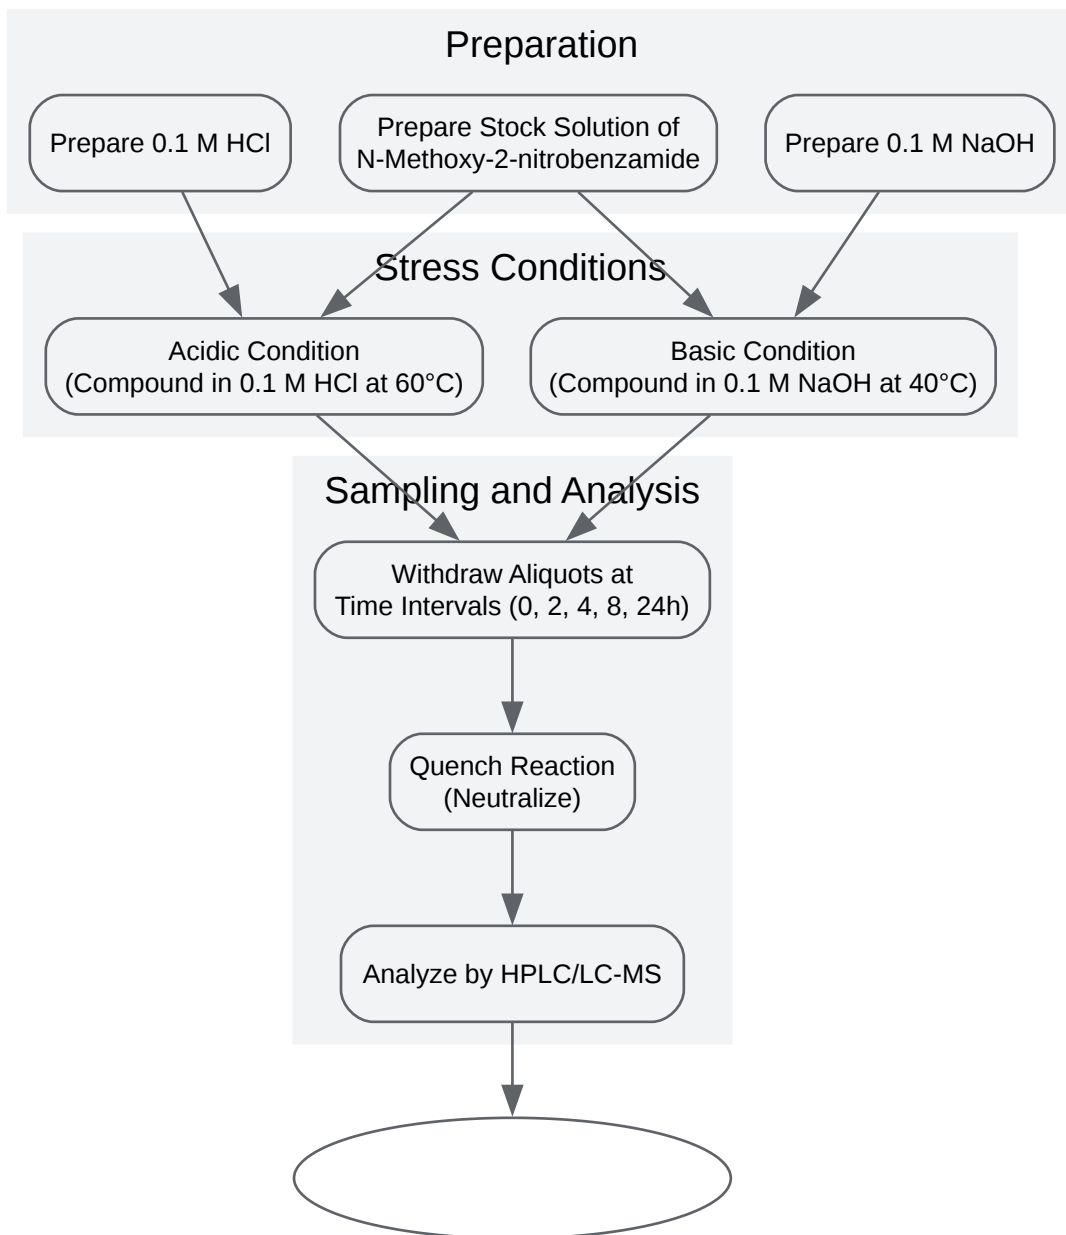 Preparation
Prepare 0.1 M HCl
Prepare Stock Solution of
N-Methoxy-2-nitrobenzamide
Prepare 0.1 M NaOH
Stress Conditions
Acidic Condition
(Compound in 0.1 M HCl at 60°C)
Basic Condition
(Compound in 0.1 M NaOH at 40°C)
Sampling and Analysis
Withdraw Aliquots at
Time Intervals (0, 2, 4, 8, 24h)
Quench Reaction
(Neutralize)
Analyze by HPLC/LC-MS